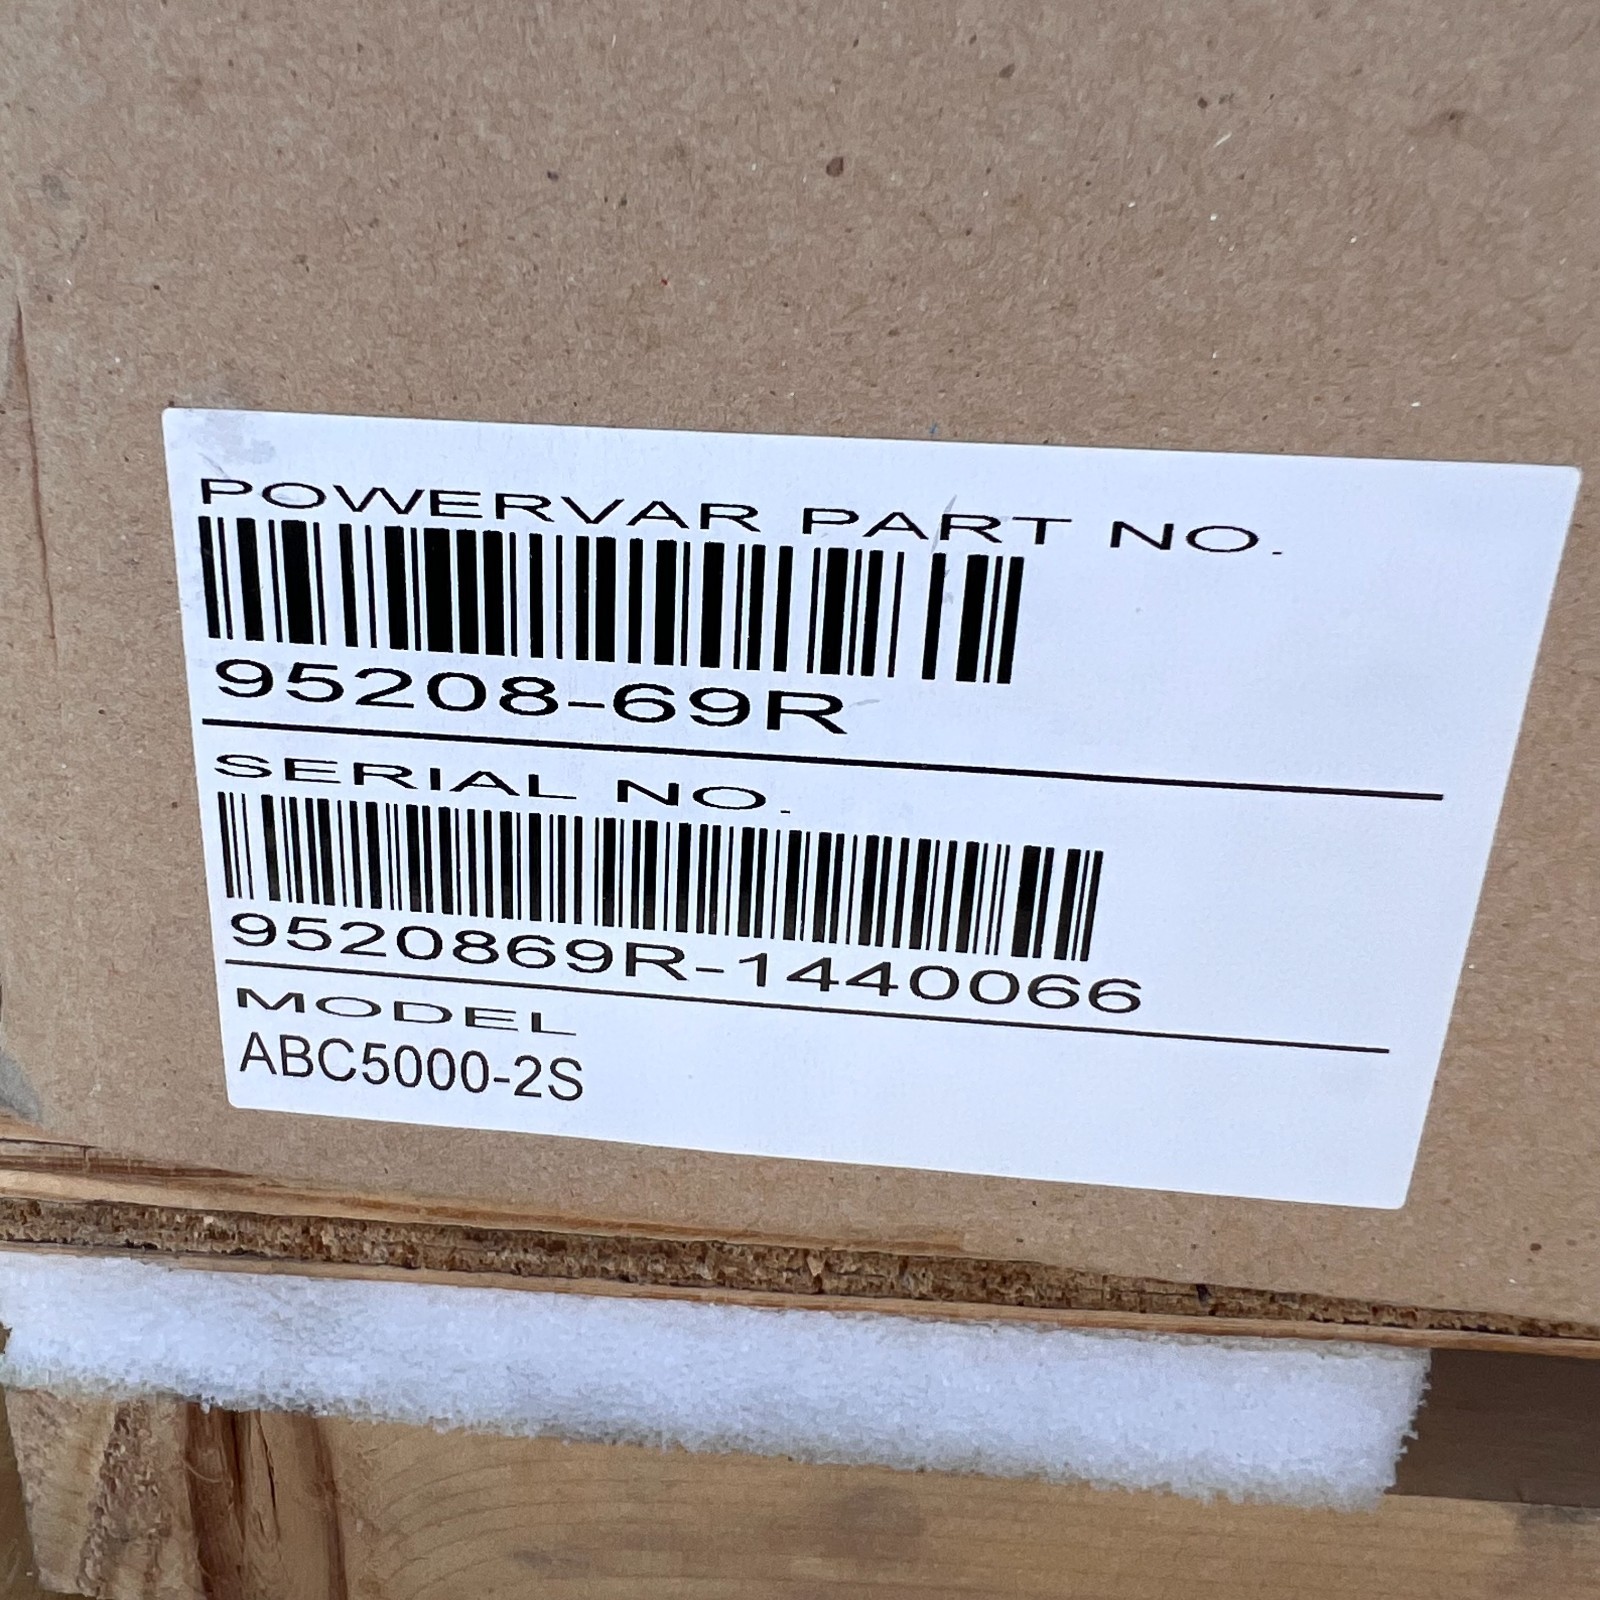 POWERVAR PART NO.
95208-69R
SERIAL NO.
9520869R-1440066
MODEL
ABC5000-2S